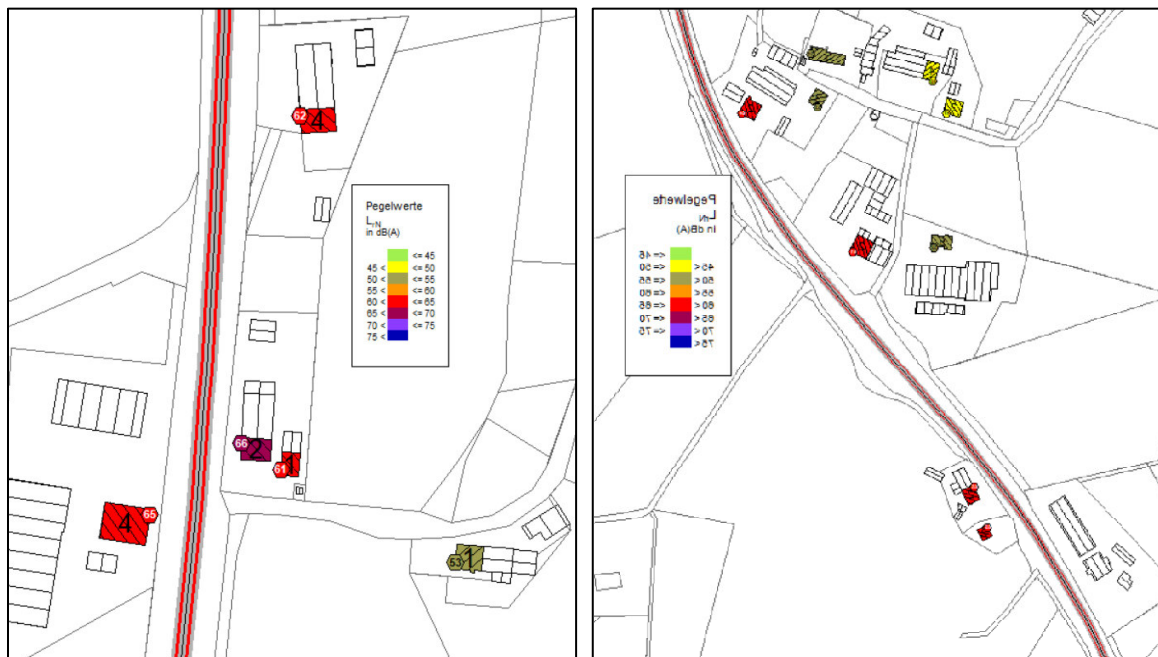 62
4
Pegelwerte
LrN
in dB(A)
<= 45
45 < <= 50
50 < <= 55
55 < <= 60
60 < <= 65
65 < <= 70
70 < <= 75
75 <
66
2
1
61
65
4
53
1
Pegelwerte
LrN
in dB(A)
<= 45
45 < <= 50
50 < <= 55
55 < <= 60
60 < <= 65
65 < <= 70
70 < <= 75
75 <